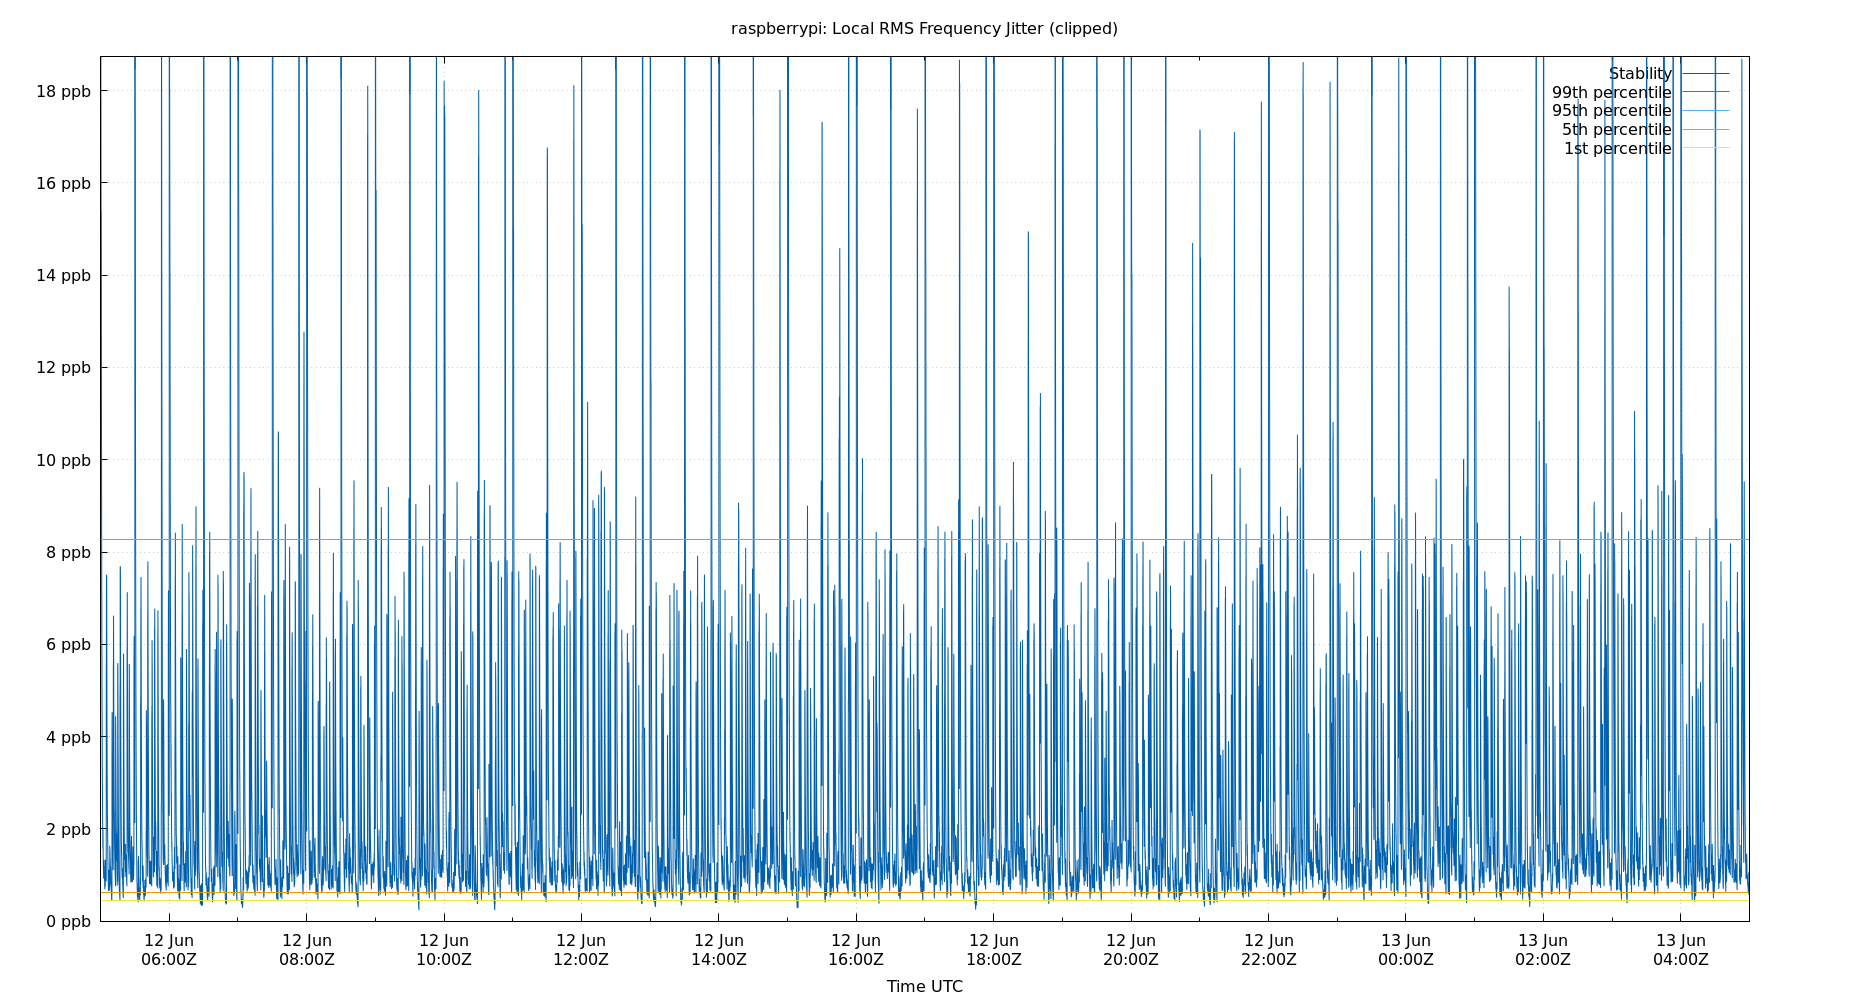 raspberrypi: Local RMS Frequency Jitter (clipped)
Stability
99th percentile
95th percentile
5th percentile
1st percentile
18 ppb
16 ppb
14 ppb
12 ppb
10 ppb
8 ppb
6 ppb
4 ppb
2 ppb
0 ppb
12 Jun 12 Jun 12 Jun 12 Jun 12 Jun 12 Jun 12 Jun 12 Jun 12 Jun 13 Jun 13 Jun 13 Jun
06:00Z 08:00Z 10:00Z 12:00Z 14:00Z 16:00Z 18:00Z 20:00Z 22:00Z 00:00Z 02:00Z 04:00Z
Time UTC